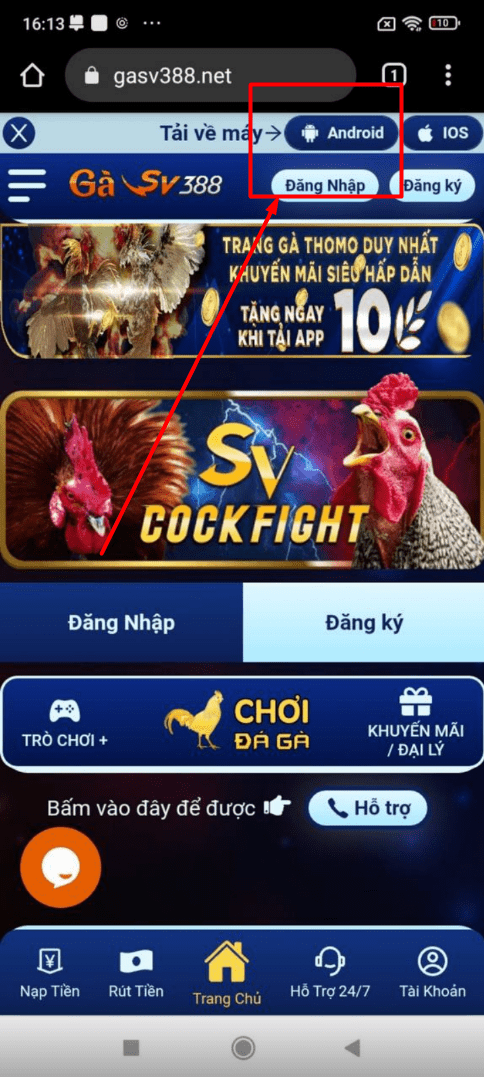 16:13
10
gasv388.net
1
Tải về máy
Android
IOS
Gà SV388
Đăng Nhập
Đăng ký
TRANG GÀ THOMO DUY NHẤT
KHUYẾN MÃI SIÊU HẤP DẪN
TẶNG NGAY
KHI TẢI APP
10
SV
COCKFIGHT
Đăng Nhập
Đăng ký
TRÒ CHƠI +
CHƠI
ĐÁ GÀ
KHUYẾN MÃI
/ ĐẠI LÝ
Bấm vào đây để được
Hỗ trợ
Nạp Tiền
Rút Tiền
Trang Chủ
Hỗ Trợ 24/7
Tài Khoản